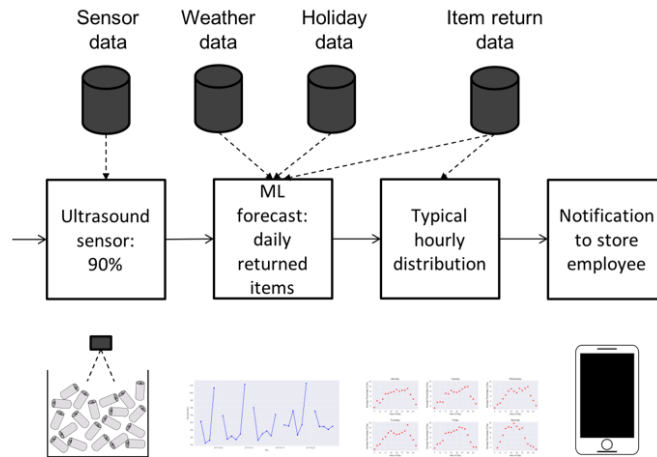 Sensor
data
Weather
data
Holiday
data
Item return
data
Ultrasound
sensor:
90%
ML
forecast:
daily
returned
items
Typical
hourly
distribution
Notification
to store
employee